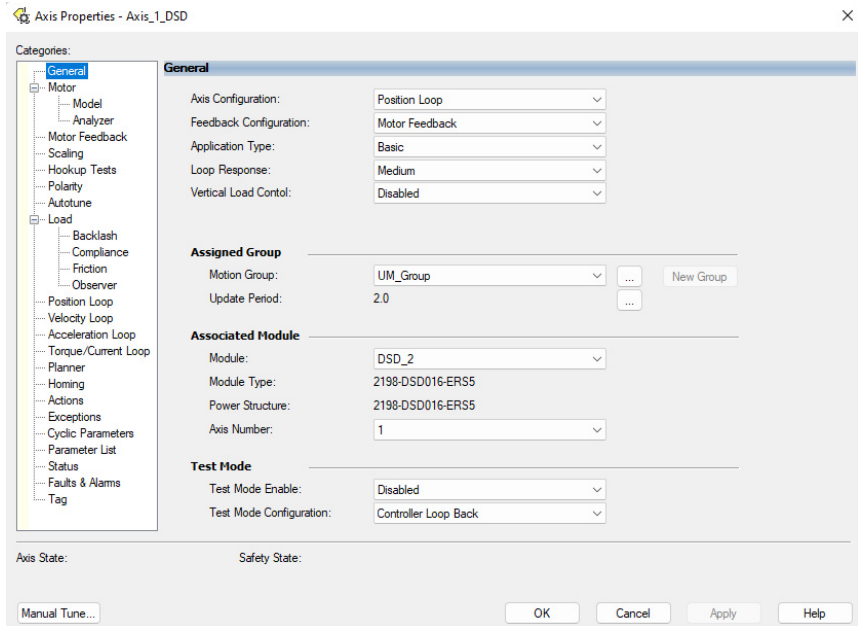 Axis Properties - Axis_1_DSD
Categories:
General
Motor
Model
Analyzer
Motor Feedback
Scaling
Hookup Tests
Polarity
Autotune
Load
Backlash
Compliance
Friction
Observer
Position Loop
Velocity Loop
Acceleration Loop
Torque/Current Loop
Planner
Homing
Actions
Exceptions
Cyclic Parameters
Parameter List
Status
Faults & Alarms
Tag
General
Axis Configuration: Position Loop
Feedback Configuration: Motor Feedback
Application Type: Basic
Loop Response: Medium
Vertical Load Contol: Disabled
Assigned Group
Motion Group: UM_Group ... New Group
Update Period: 2.0 ...
Associated Module
Module: DSD_2
Module Type: 2198-DSD016-ERS5
Power Structure: 2198-DSD016-ERS5
Axis Number: 1
Test Mode
Test Mode Enable: Disabled
Test Mode Configuration: Controller Loop Back
Axis State: Safety State:
Manual Tune... OK Cancel Apply Help